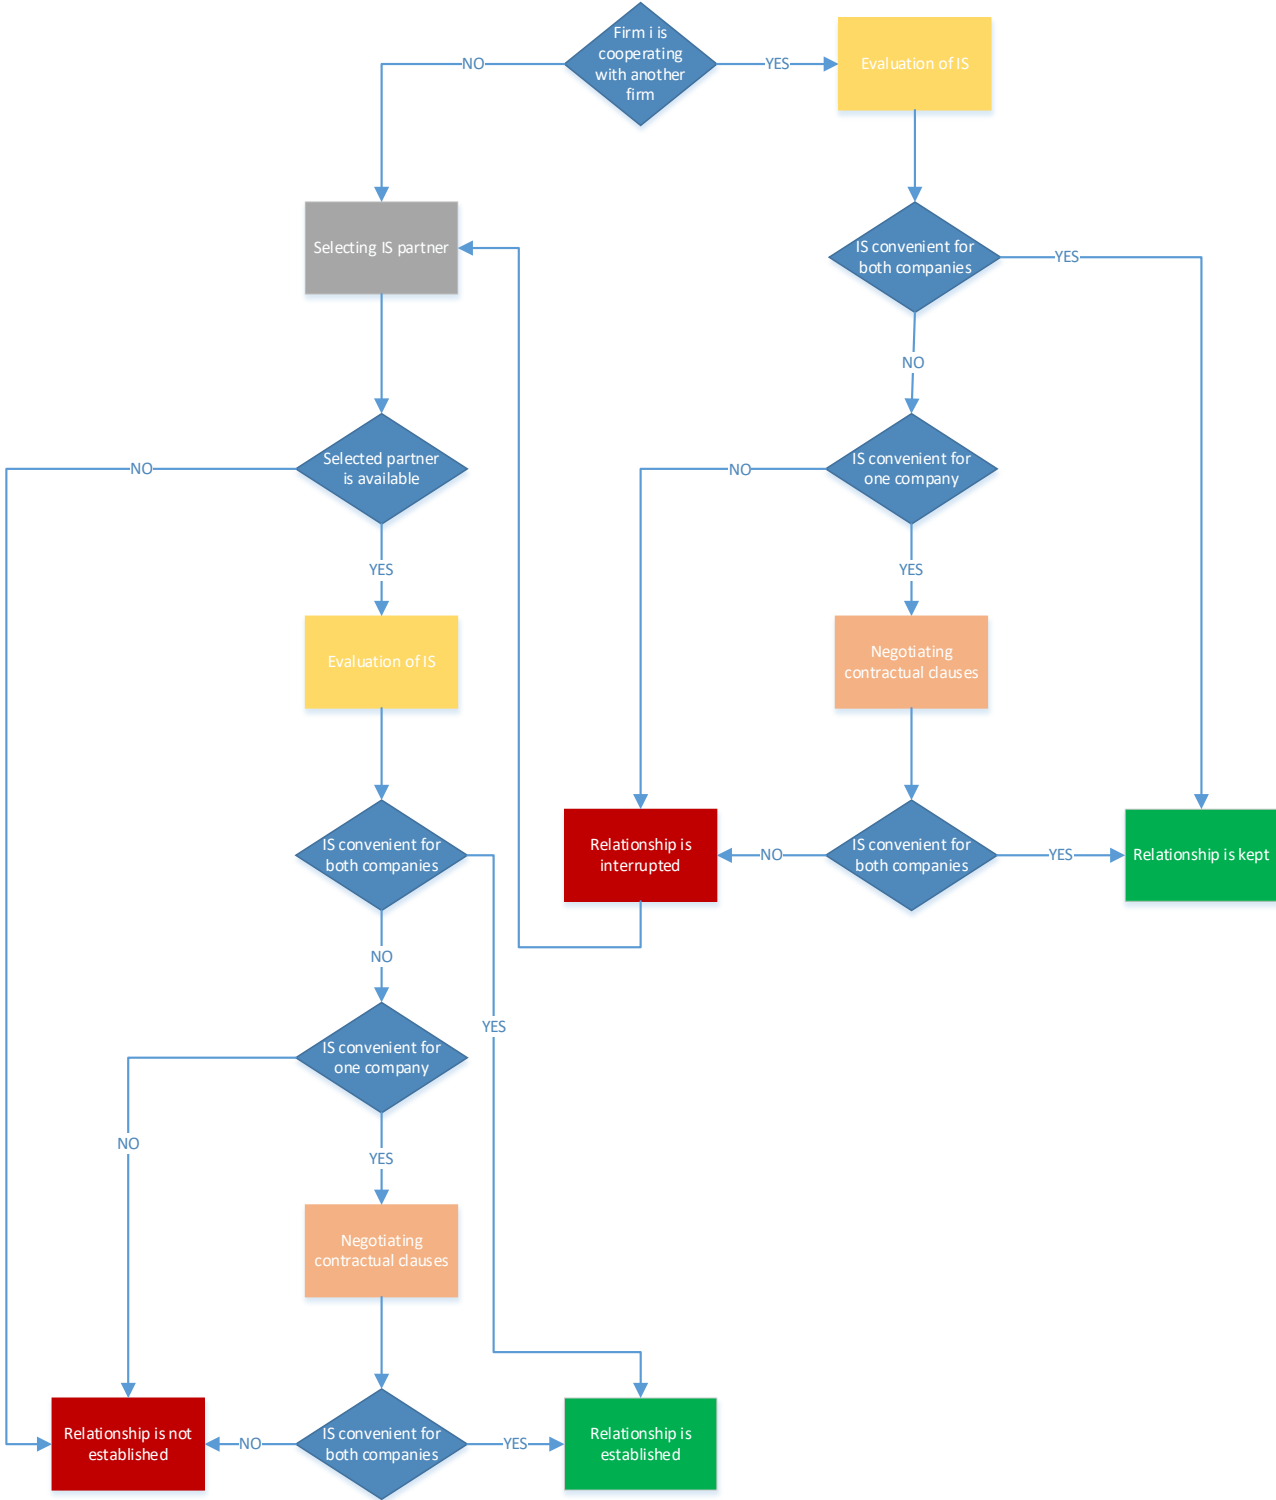 Firm i is
cooperating
with another
firm
NO
YES
Evaluation of IS
Selecting IS partner
IS convenient for
both companies
YES
NO
Selected partner
is available
NO
IS convenient for
one company
NO
YES
YES
Evaluation of IS
Negotiating
contractual clauses
IS convenient for
both companies
Relationship is
interrupted
NO
IS convenient for
both companies
YES
Relationship is kept
NO
YES
IS convenient for
one company
NO
YES
Negotiating
contractual clauses
Relationship is not
established
NO
IS convenient for
both companies
YES
Relationship is
established